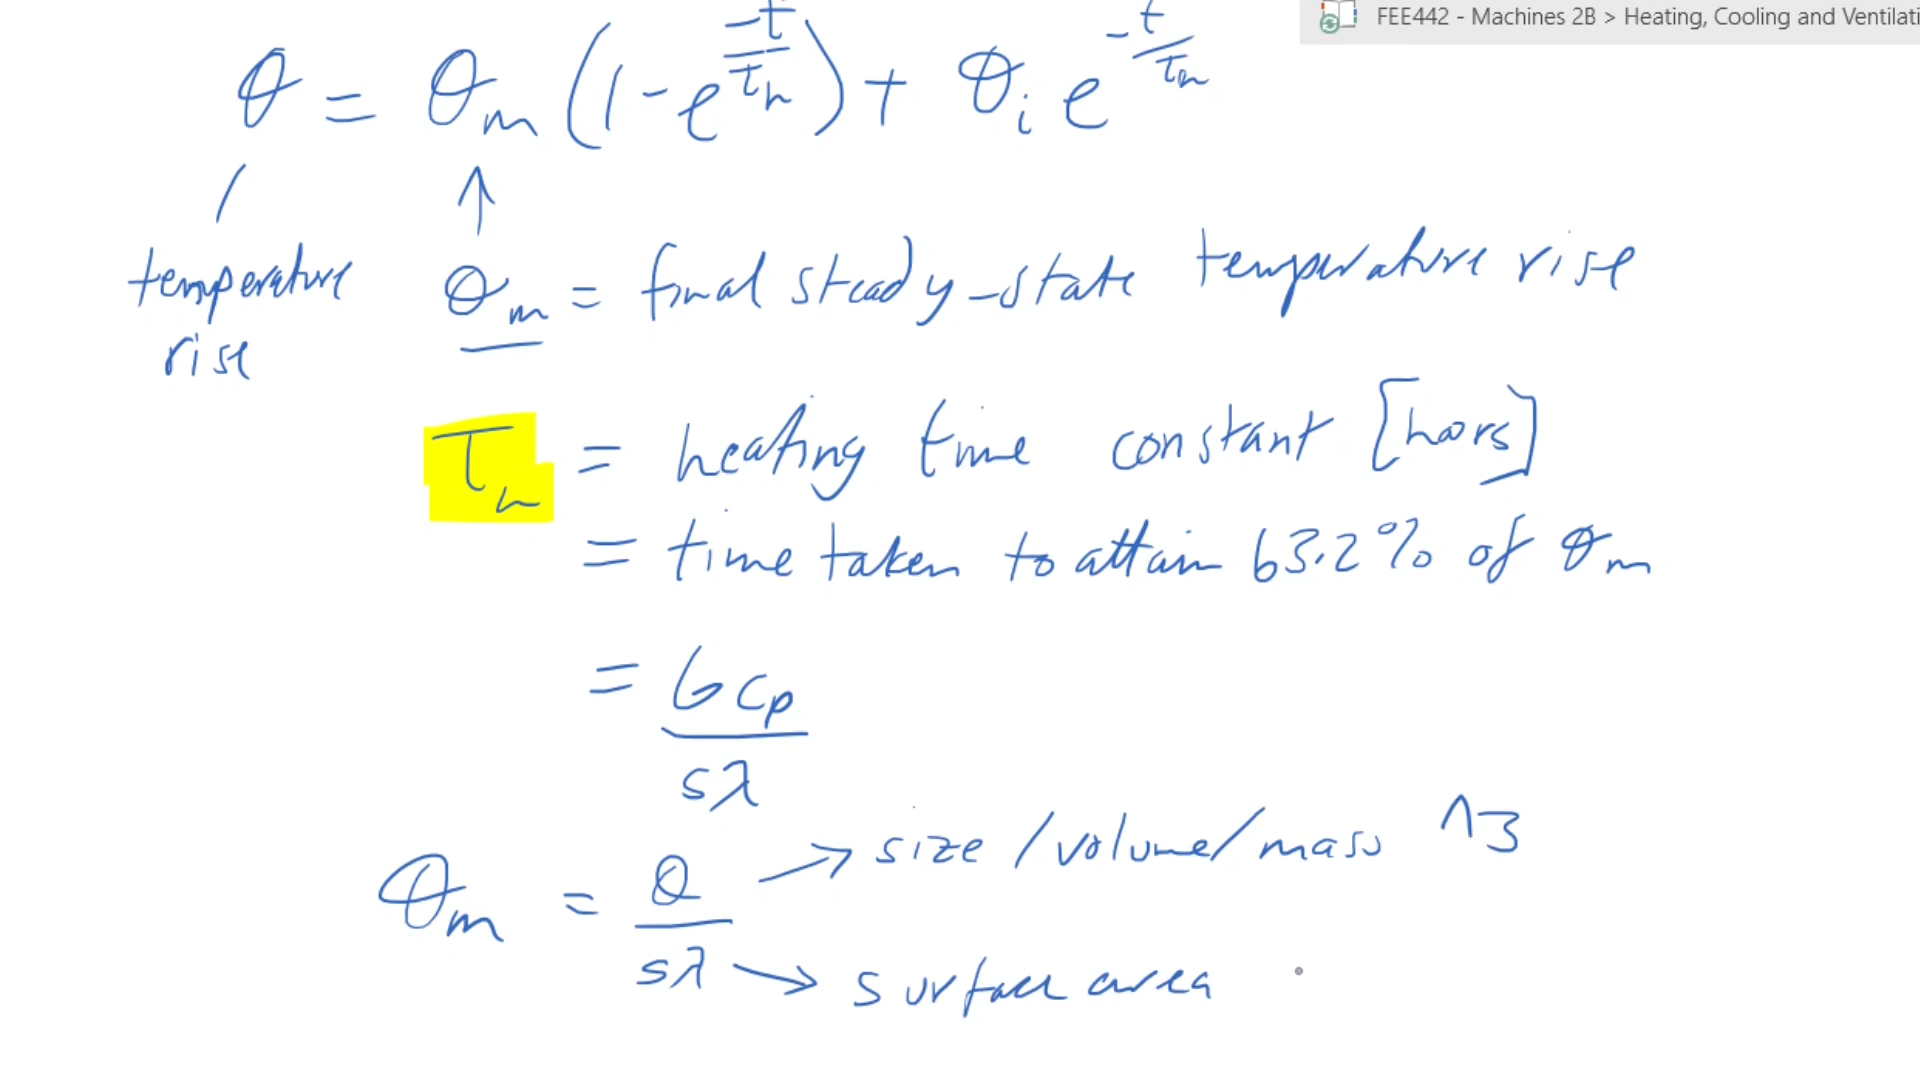 FEE442 - Machines 2B > Heating, Cooling and Ventilati
θ = θm (1 - e^(-t/τh)) + θi e^(-t/τh)
temperature rise
θm = final steady-state temperature rise
τh = heating time constant [hours]
= time taken to attain 63.2% of θm
= G cp / sλ
θm = Q / sλ
→ size / volume / mass ^3
→ surface area